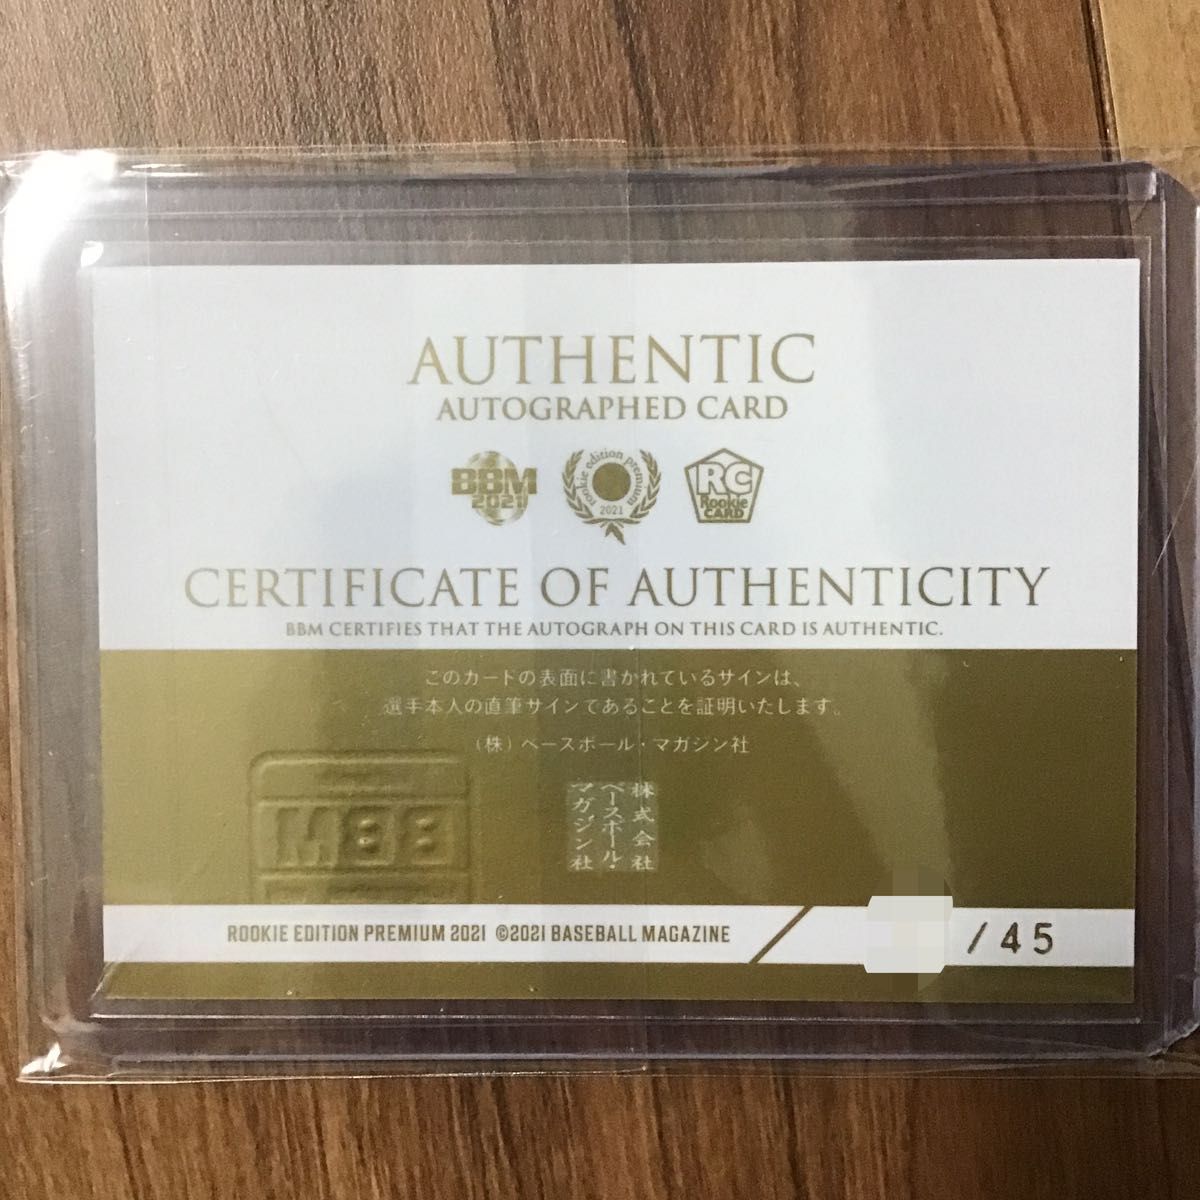 AUTHENTIC
AUTOGRAPHED CARD
BBM
2021
rookie edition premium
2021
RC
Rookie
CARD
CERTIFICATE OF AUTHENTICITY
BBM CERTIFIES THAT THE AUTOGRAPH ON THIS CARD IS AUTHENTIC.
このカードの表面に書かれているサインは、
選手本人の直筆サインであることを証明いたします。
（株）ベースボール・マガジン社
株式会社
ベースボール・
マガジン社
BBM
ROOKIE EDITION PREMIUM 2021 ©2021 BASEBALL MAGAZINE
/45